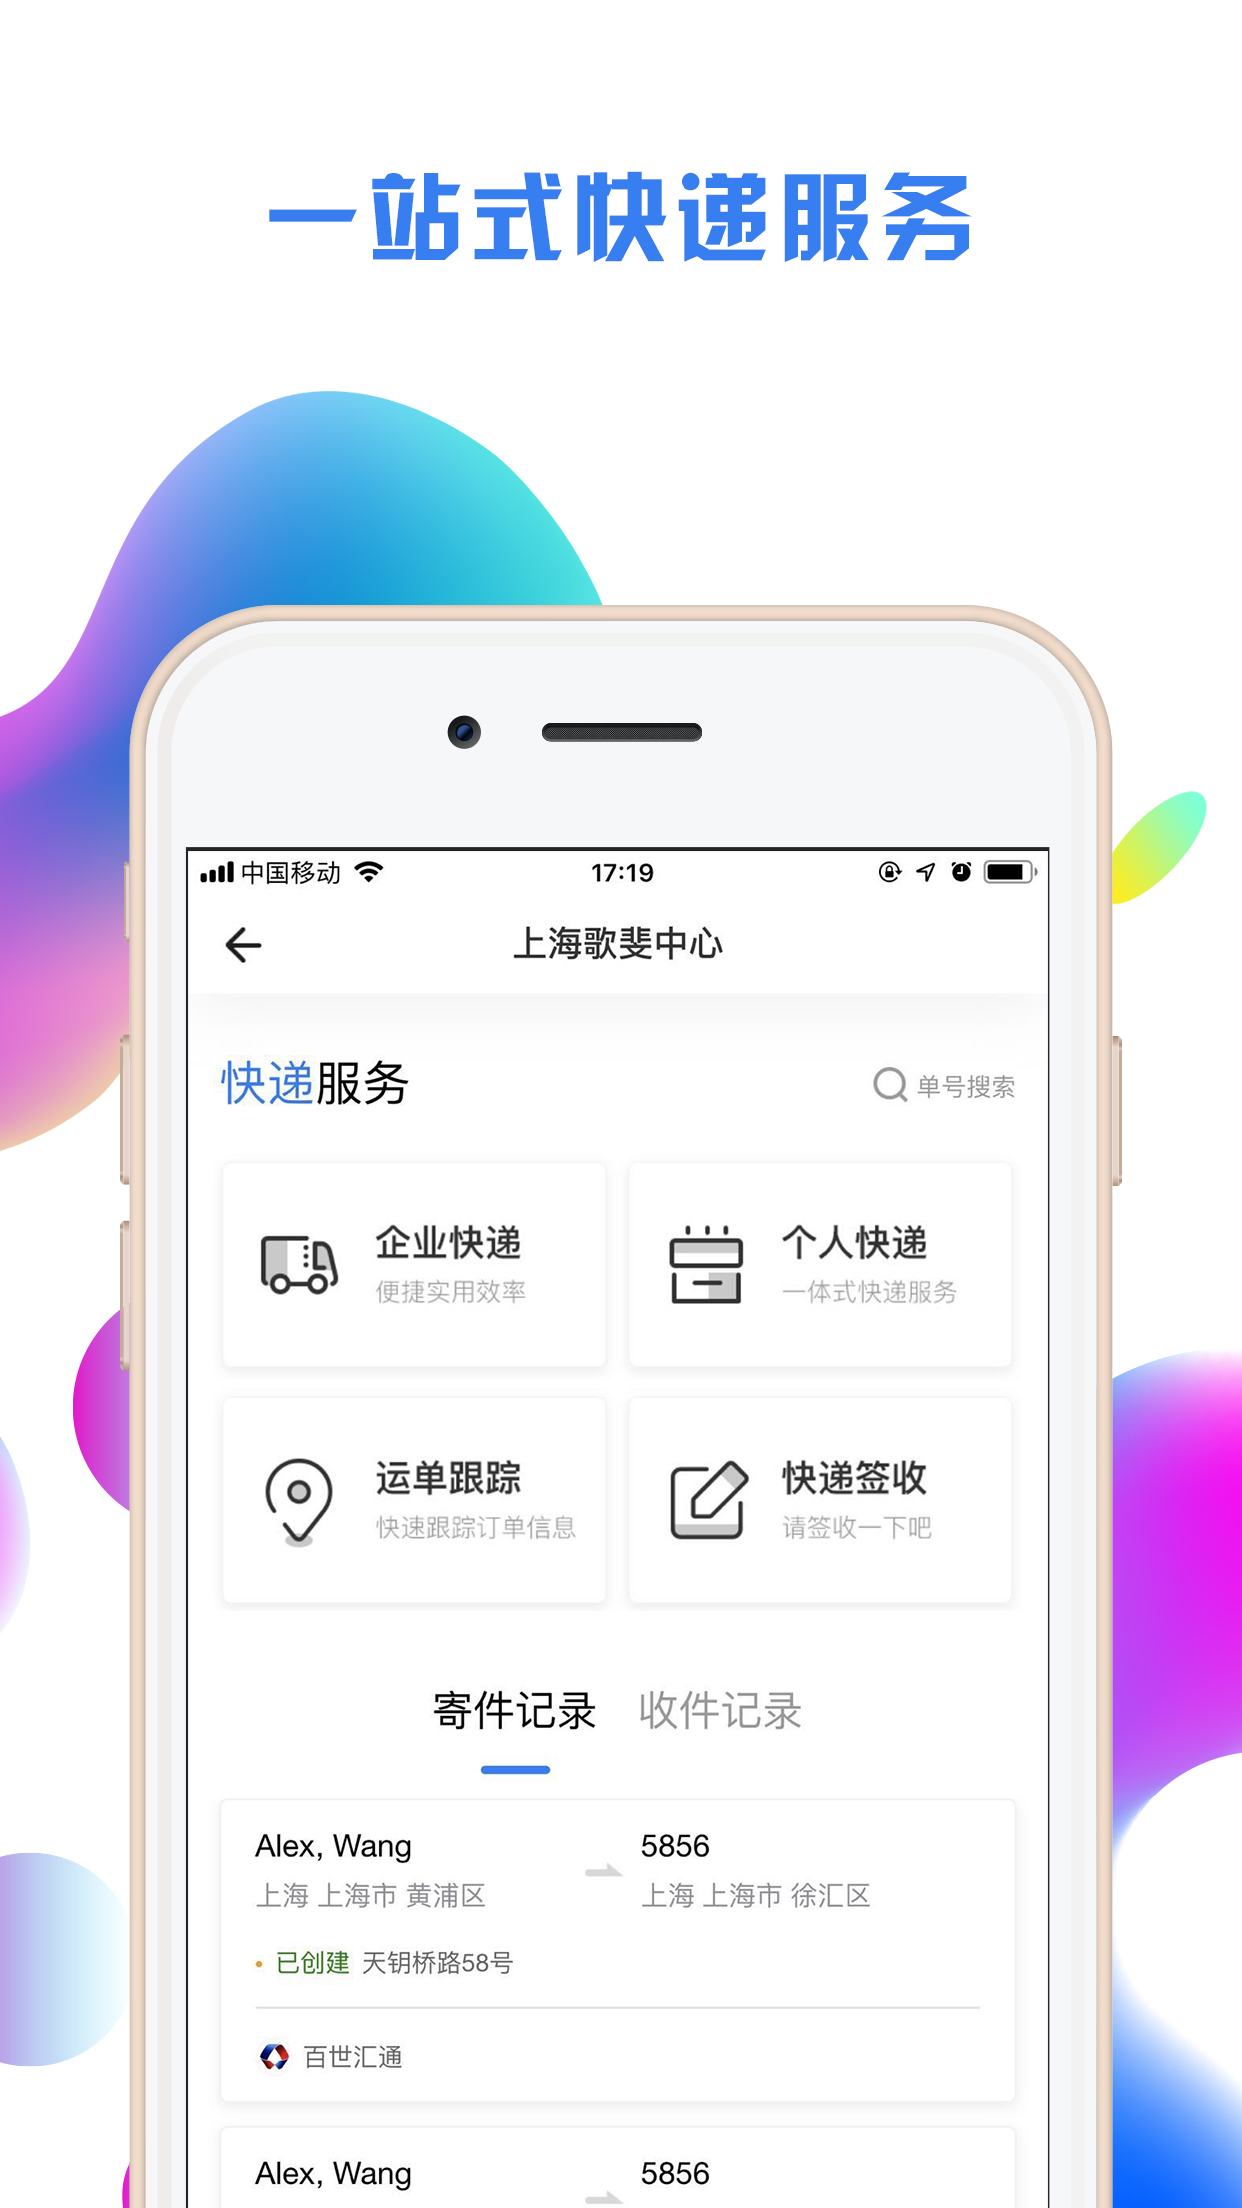 一站式快递服务
中国移动 17:19
上海歌斐中心
快递服务 单号搜索
企业快递 个人快递
便捷实用效率 一体式快递服务
运单跟踪 快递签收
快速跟踪订单信息 请签收一下吧
寄件记录 收件记录
Alex, Wang 5856
上海 上海市 黄浦区 上海 上海市 徐汇区
已创建 天钥桥路58号
百世汇通
Alex, Wang 5856